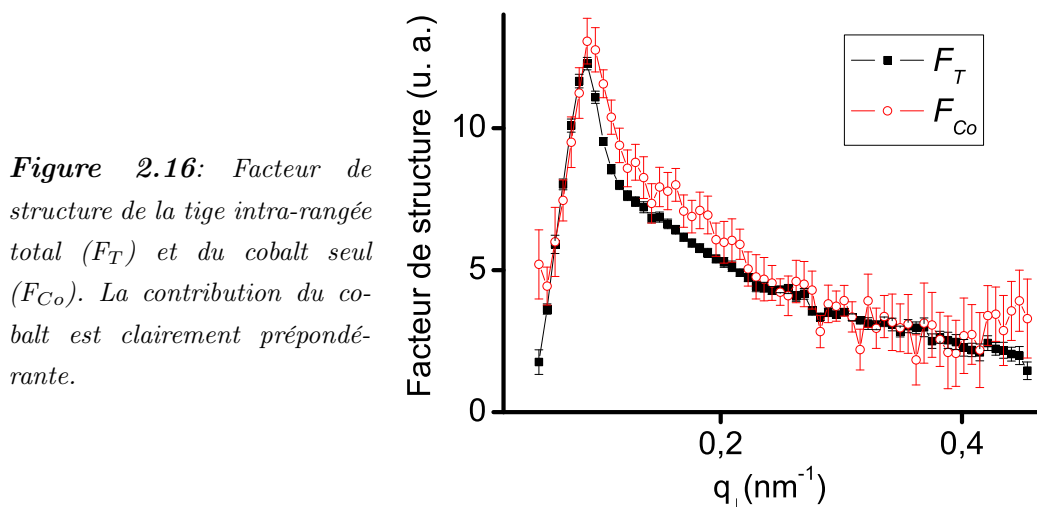 Figure 2.16: Facteur de
structure de la tige intra-rangée
total (F_T) et du cobalt seul
(F_Co). La contribution du co-
balt est clairement prépondé-
rante.
Facteur de structure (u. a.)
10
5
0
F_T
F_Co
0,2
0,4
q⊥(nm⁻¹)